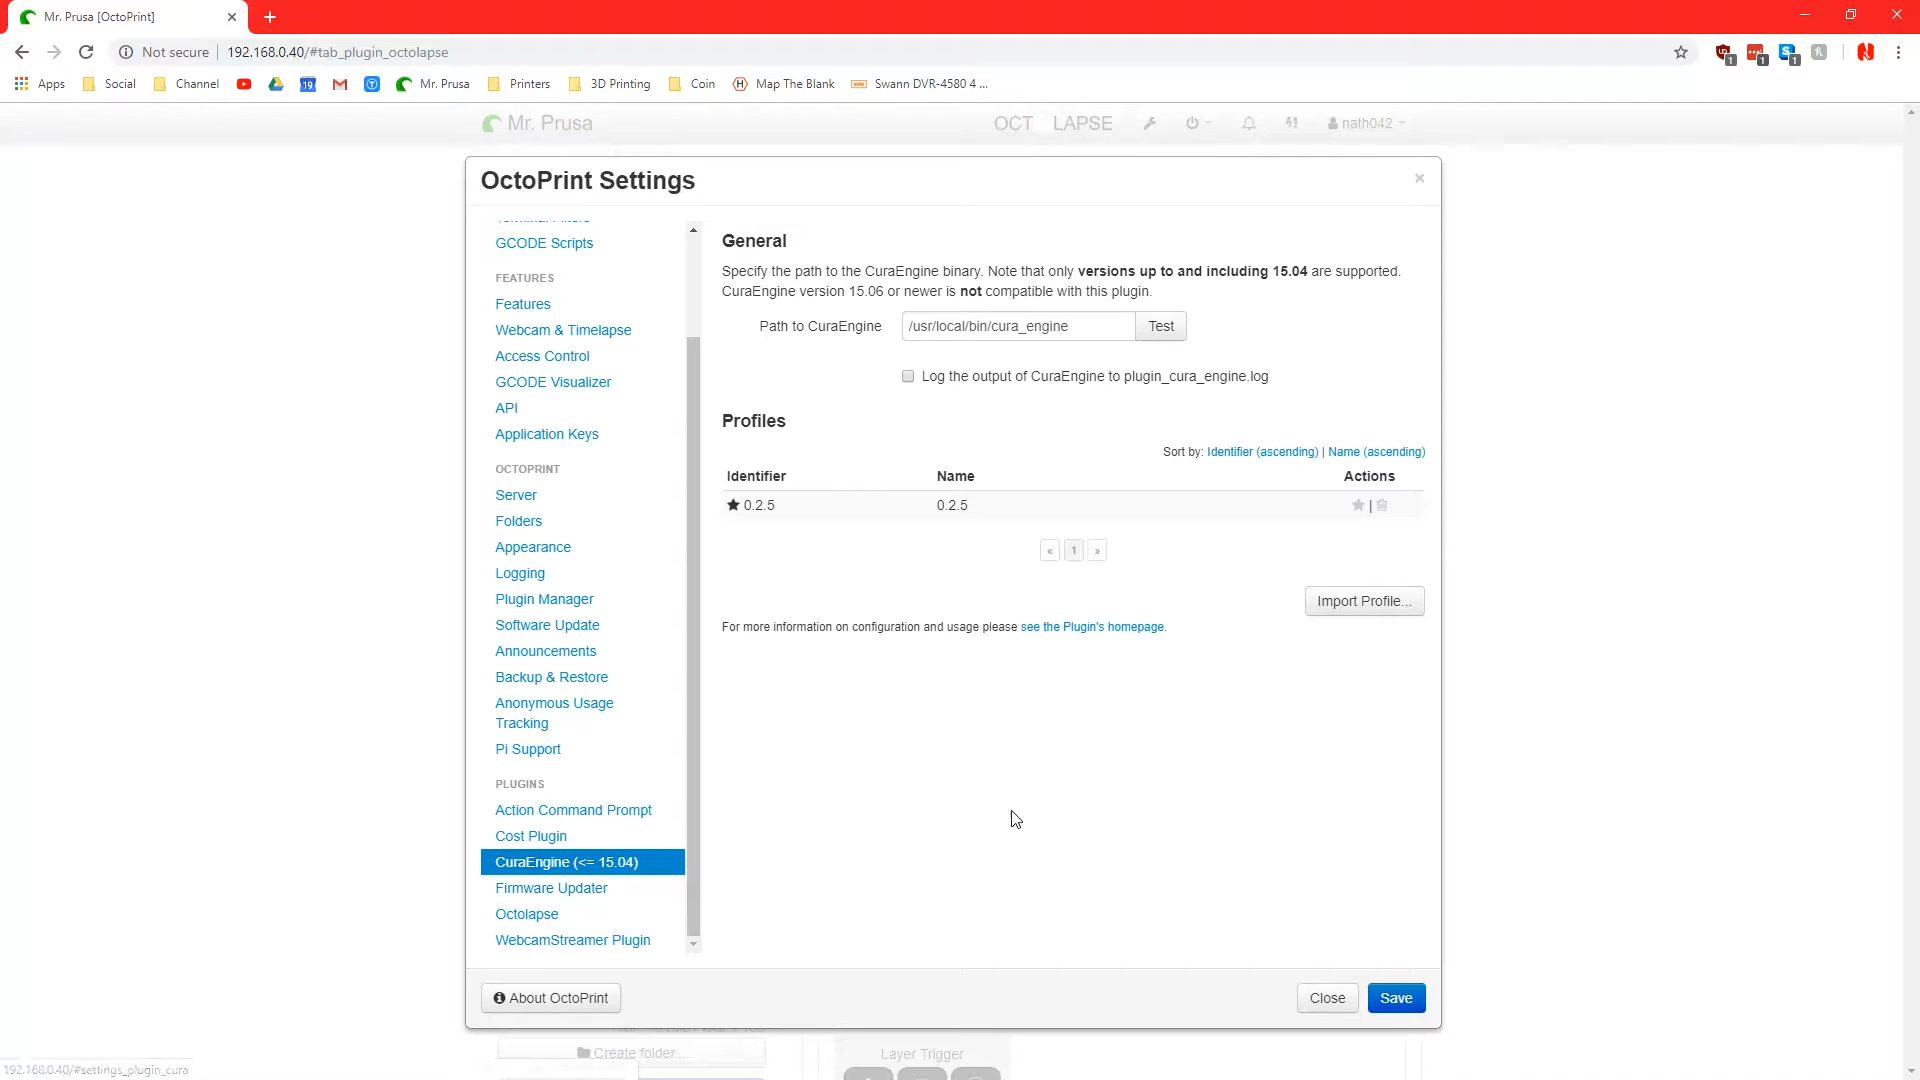 Mr. Prusa [OctoPrint]
Not secure
192.168.0.40/#tab_plugin_octolapse
1
1
1
Apps
Social
Channel
19
Mr. Prusa
Printers
3D Printing
Coin
Map The Blank
Swann DVR-4580 4 ...
Mr. Prusa
OCT LAPSE
nath042
OctoPrint Settings
×
GCODE Scripts
FEATURES
Features
Webcam & Timelapse
Access Control
GCODE Visualizer
API
Application Keys
OCTOPRINT
Server
Folders
Appearance
Logging
Plugin Manager
Software Update
Announcements
Backup & Restore
Anonymous Usage
Tracking
Pi Support
PLUGINS
Action Command Prompt
Cost Plugin
CuraEngine (<= 15.04)
Firmware Updater
Octolapse
WebcamStreamer Plugin
General
Specify the path to the CuraEngine binary. Note that only versions up to and including 15.04 are supported.
CuraEngine version 15.06 or newer is not compatible with this plugin.
Path to CuraEngine
/usr/local/bin/cura_engine
Test
Log the output of CuraEngine to plugin_cura_engine.log
Profiles
Sort by: Identifier (ascending) | Name (ascending)
Identifier
Name
Actions
0.2.5
0.2.5
|
« 1 »
Import Profile...
For more information on configuration and usage please see the Plugin's homepage.
About OctoPrint
Close
Save
Create folder...
Layer Trigger
192.168.0.40/#settings_plugin_cura